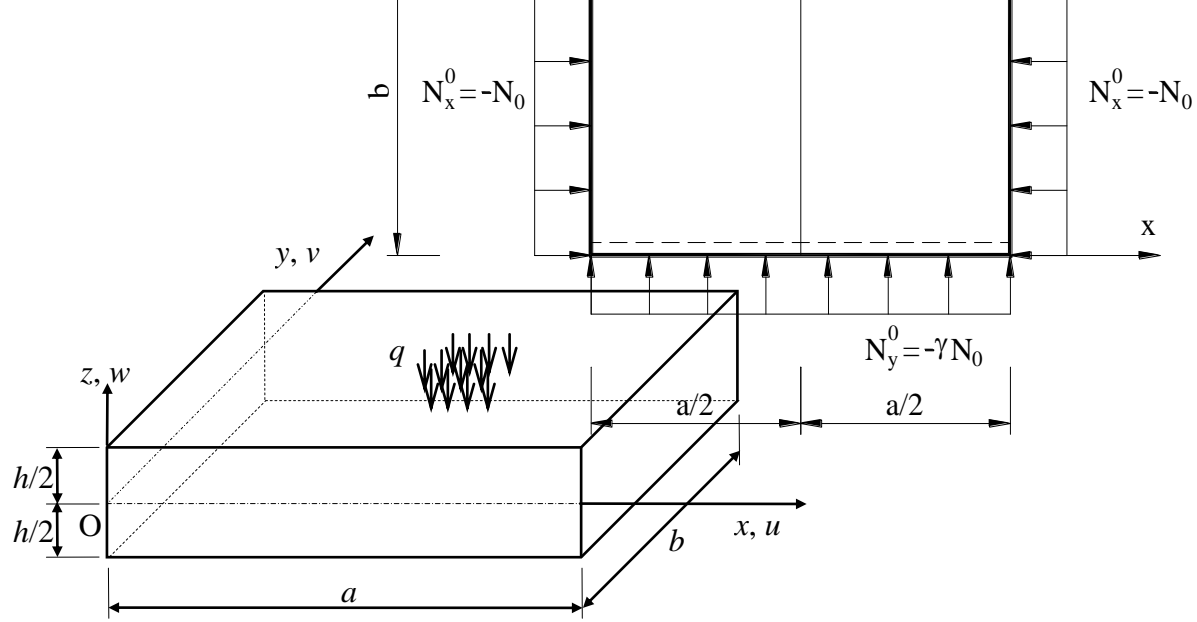 b
N_x^0 = -N_0
N_x^0 = -N_0
x
y, v
N_y^0 = -γN_0
q
z, w
a/2
a/2
h/2
h/2
O
x, u
b
a